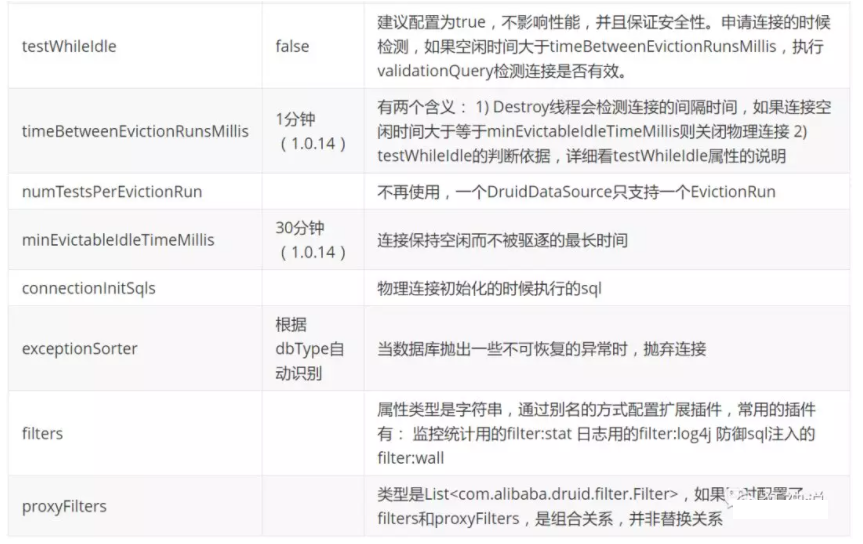 建议配置为true，不影响性能，并且保证安全性。申请连接的时候
testWhileIdle false 检测，如果空闲时间大于timeBetweenEvictionRunsMillis，执行
validationQuery检测连接是否有效。
有两个含义： 1) Destroy线程会检测连接的间隔时间，如果连接空
1分钟
timeBetweenEvictionRunsMillis 闲时间大于等于minEvictableIdleTimeMillis则关闭物理连接 2)
（1.0.14）
testWhileIdle的判断依据，详细看testWhileIdle属性的说明
numTestsPerEvictionRun 不再使用，一个DruidDataSource只支持一个EvictionRun
30分钟
minEvictableIdleTimeMillis 连接保持空闲而不被驱逐的最长时间
（1.0.14）
connectionInitSqls 物理连接初始化的时候执行的sql
根据
exceptionSorter dbType自 当数据库抛出一些不可恢复的异常时，抛弃连接
动识别
属性类型是字符串，通过别名的方式配置扩展插件，常用的插件
filters 有： 监控统计用的filter:stat 日志用的filter:log4j 防御sql注入的
filter:wall
类型是List<com.alibaba.druid.filter.Filter>，如果 时配置了
proxyFilters
filters和proxyFilters，是组合关系，并非替换关系